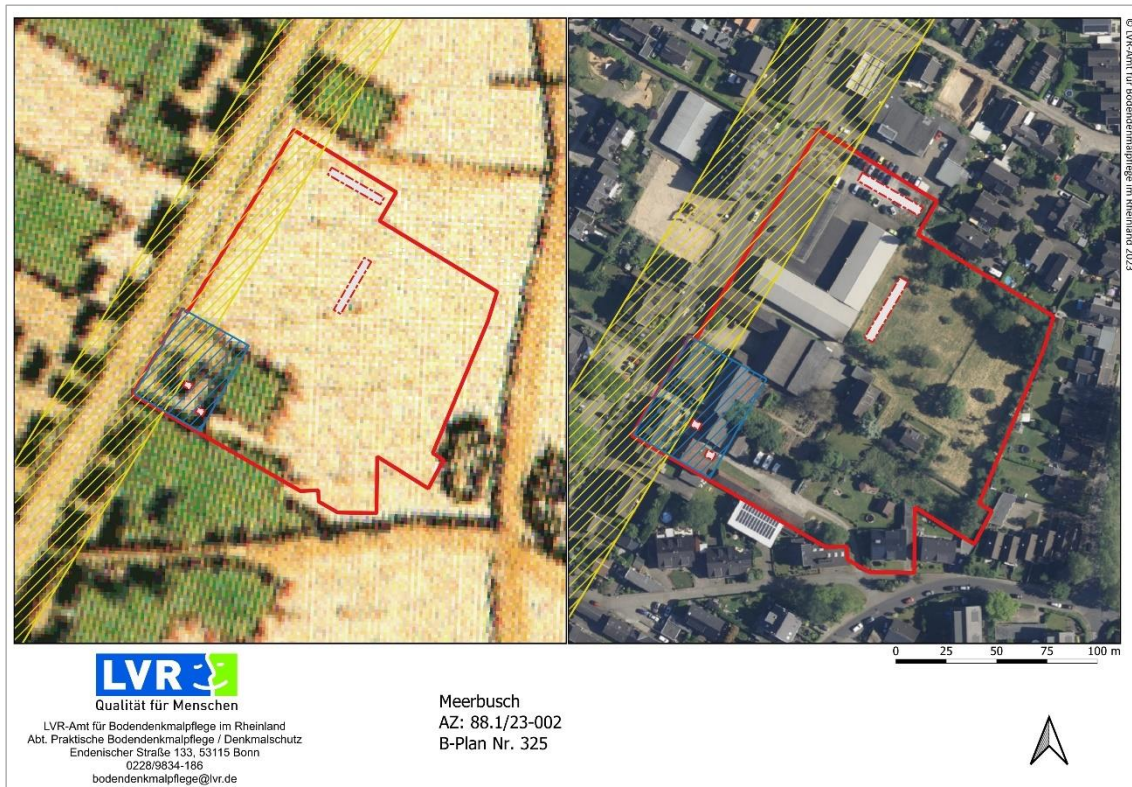 © LVR-Amt für Bodendenkmalpflege im Rheinland 2023
0 25 50 75 100 m
LVR
Qualität für Menschen
LVR-Amt für Bodendenkmalpflege im Rheinland
Abt. Praktische Bodendenkmalpflege / Denkmalschutz
Endenischer Straße 133, 53115 Bonn
0228/9834-186
bodendenkmalpflege@lvr.de
Meerbusch
AZ: 88.1/23-002
B-Plan Nr. 325